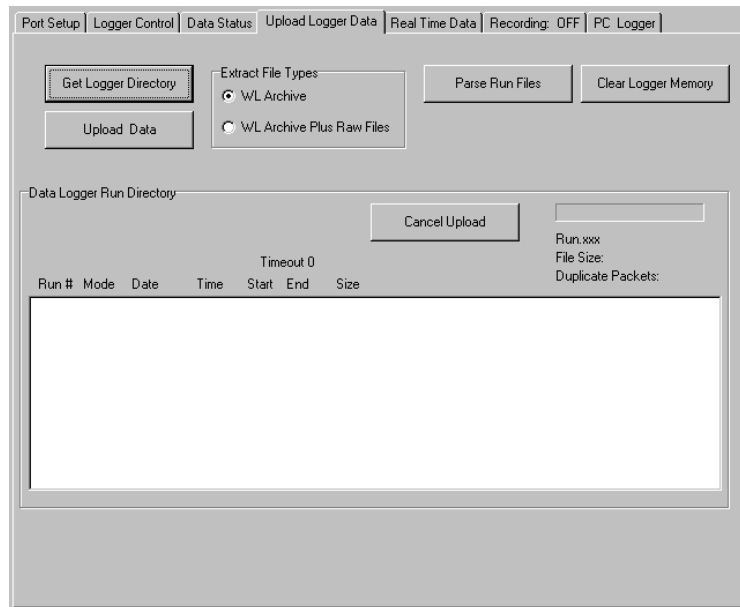 Port Setup Logger Control Data Status Upload Logger Data Real Time Data Recording: OFF PC Logger
Get Logger Directory
Upload Data
Extract File Types
WL Archive
WL Archive Plus Raw Files
Parse Run Files
Clear Logger Memory
Data Logger Run Directory
Cancel Upload
Run.xxx
File Size:
Duplicate Packets:
Timeout 0
Run # Mode Date Time Start End Size